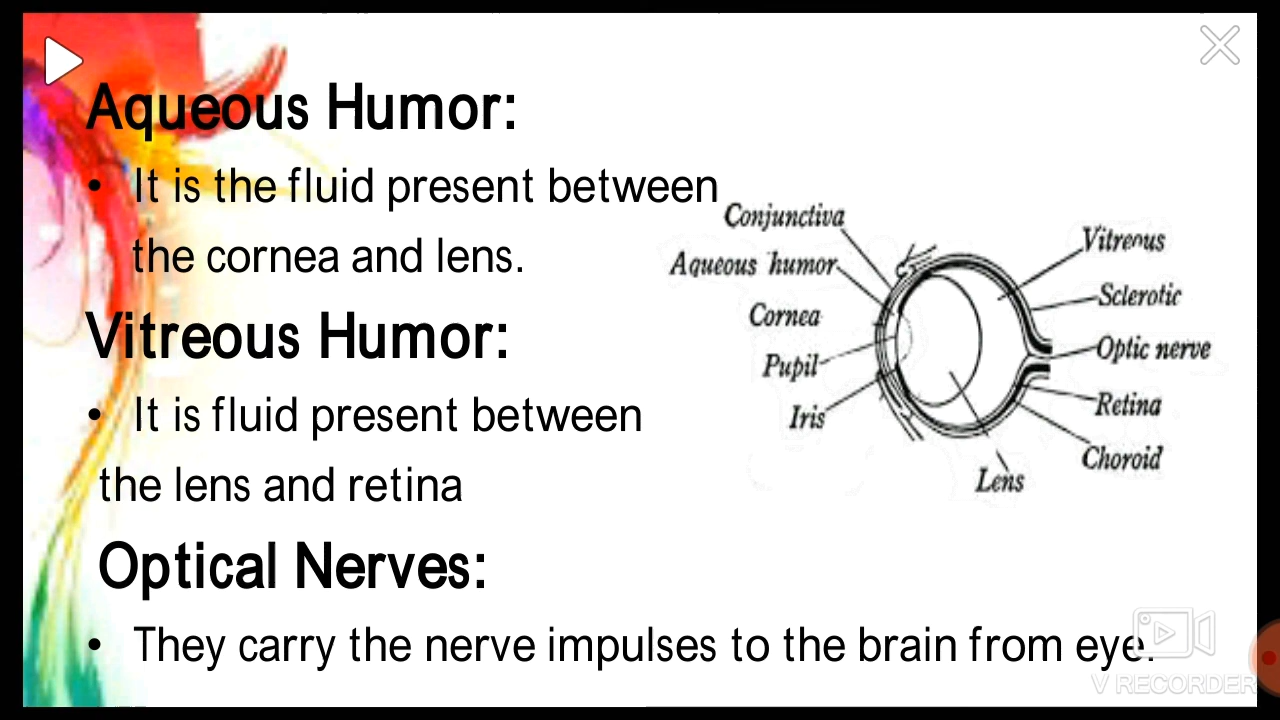 Aqueous Humor:
• It is the fluid present between
the cornea and lens.
Vitreous Humor:
• It is fluid present between
the lens and retina
Optical Nerves:
• They carry the nerve impulses to the brain from eye.
Conjunctiva
Aqueous humor
Cornea
Pupil
Iris
Lens
Vitreous
Sclerotic
Optic nerve
Retina
Choroid
V RECORDER